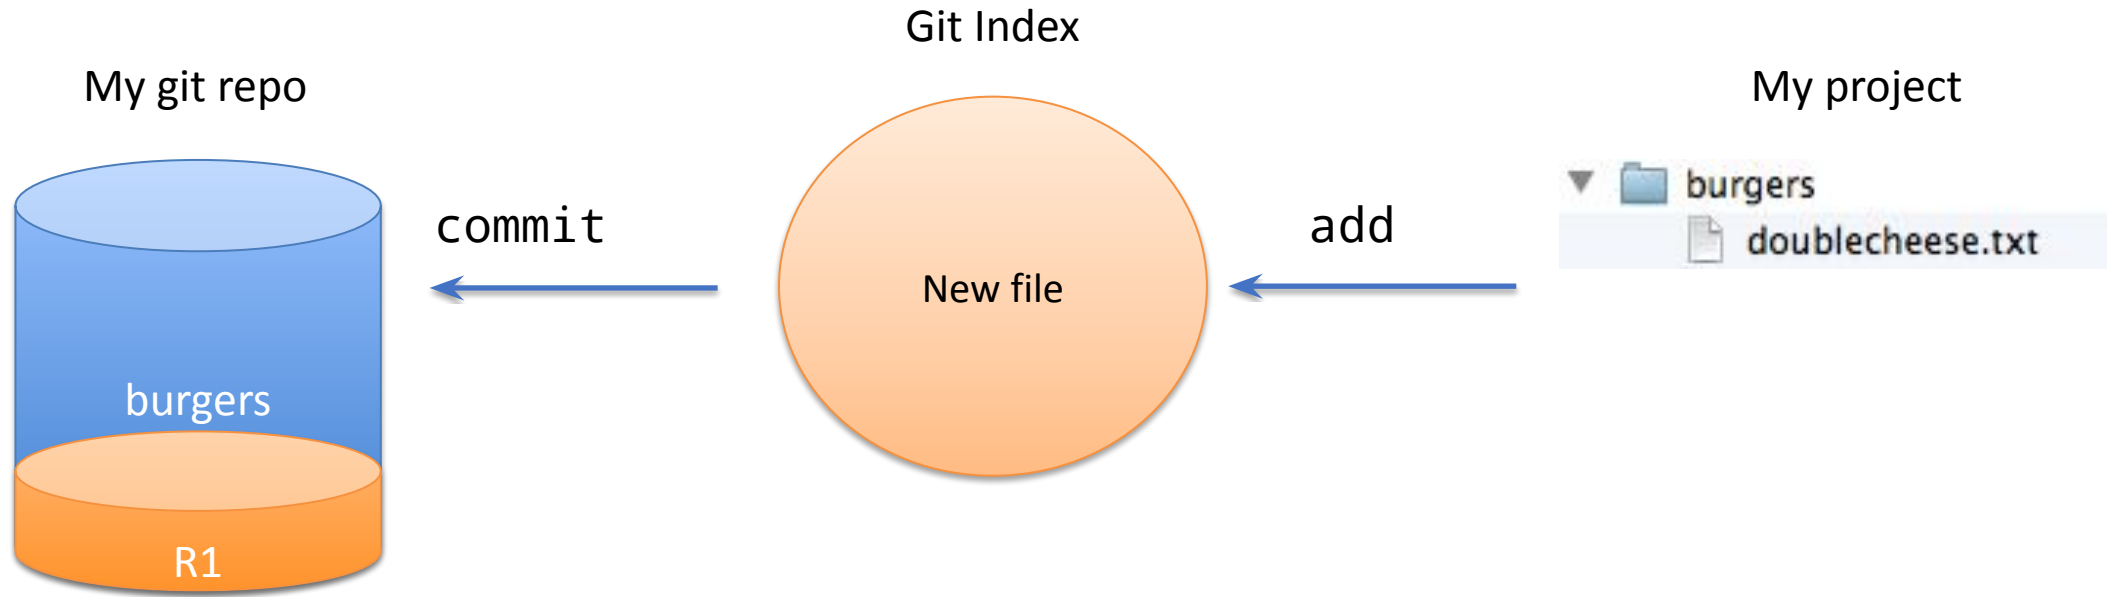 Git Index
My git repo
My project
commit
add
burgers
doublecheese.txt
New file
burgers
R1